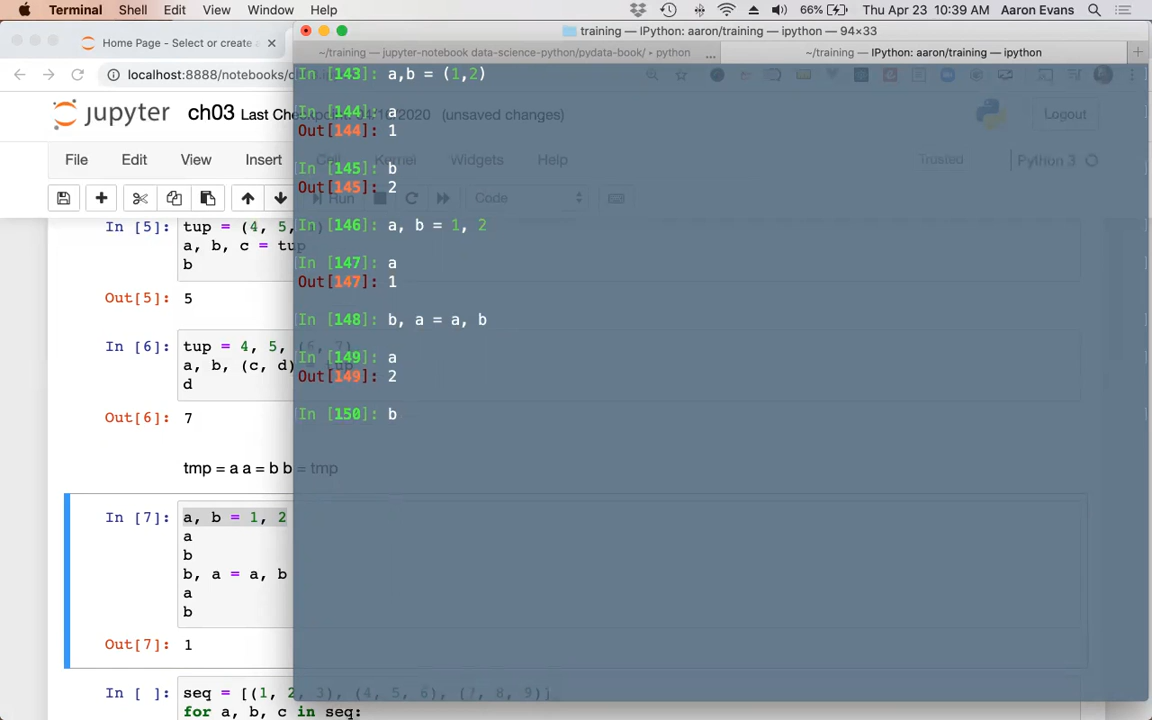 Terminal Shell Edit View Window Help 66% Thu Apr 23 10:39 AM Aaron Evans
Home Page - Select or create a
training — IPython: aaron/training — ipython — 94×33
~/training — jupyter-notebook data-science-python/pydata-book/ ▸ python ... ~/training — IPython: aaron/training — ipython
localhost:8888/notebooks/
jupyter ch03 Last Checkpoint 2020 (unsaved changes) Logout
File Edit View Insert Cell Kernel Widgets Help Trusted Python 3
Run Code
In [143]: a,b = (1,2)
In [144]: a
Out[144]: 1
In [145]: b
Out[145]: 2
In [146]: a, b = 1, 2
In [147]: a
Out[147]: 1
In [148]: b, a = a, b
In [149]: a
Out[149]: 2
In [150]: b
In [5]: tup = (4, 5,
a, b, c = tup
b
Out[5]: 5
In [6]: tup = 4, 5, (6, 7)
a, b, (c, d) = tup
d
Out[6]: 7
tmp = a a = b b = tmp
In [7]: a, b = 1, 2
a
b
b, a = a, b
a
b
Out[7]: 1
In [ ]: seq = [(1, 2, 3), (4, 5, 6), (7, 8, 9)]
for a, b, c in seq: